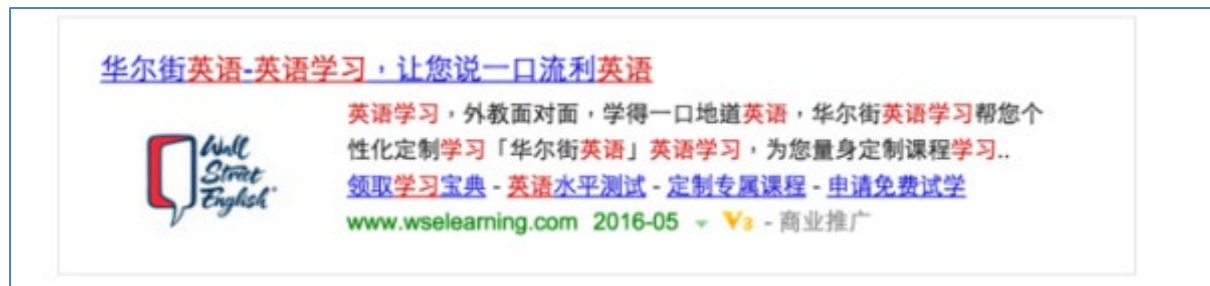 华尔街英语-英语学习，让您说一口流利英语
英语学习，外教面对面，学得一口地道英语，华尔街英语学习帮您个
性化定制学习「华尔街英语」英语学习，为您量身定制课程学习..
Wall
Street
English
领取学习宝典 - 英语水平测试 - 定制专属课程 - 申请免费试学
www.wselearning.com 2016-05 V3 - 商业推广